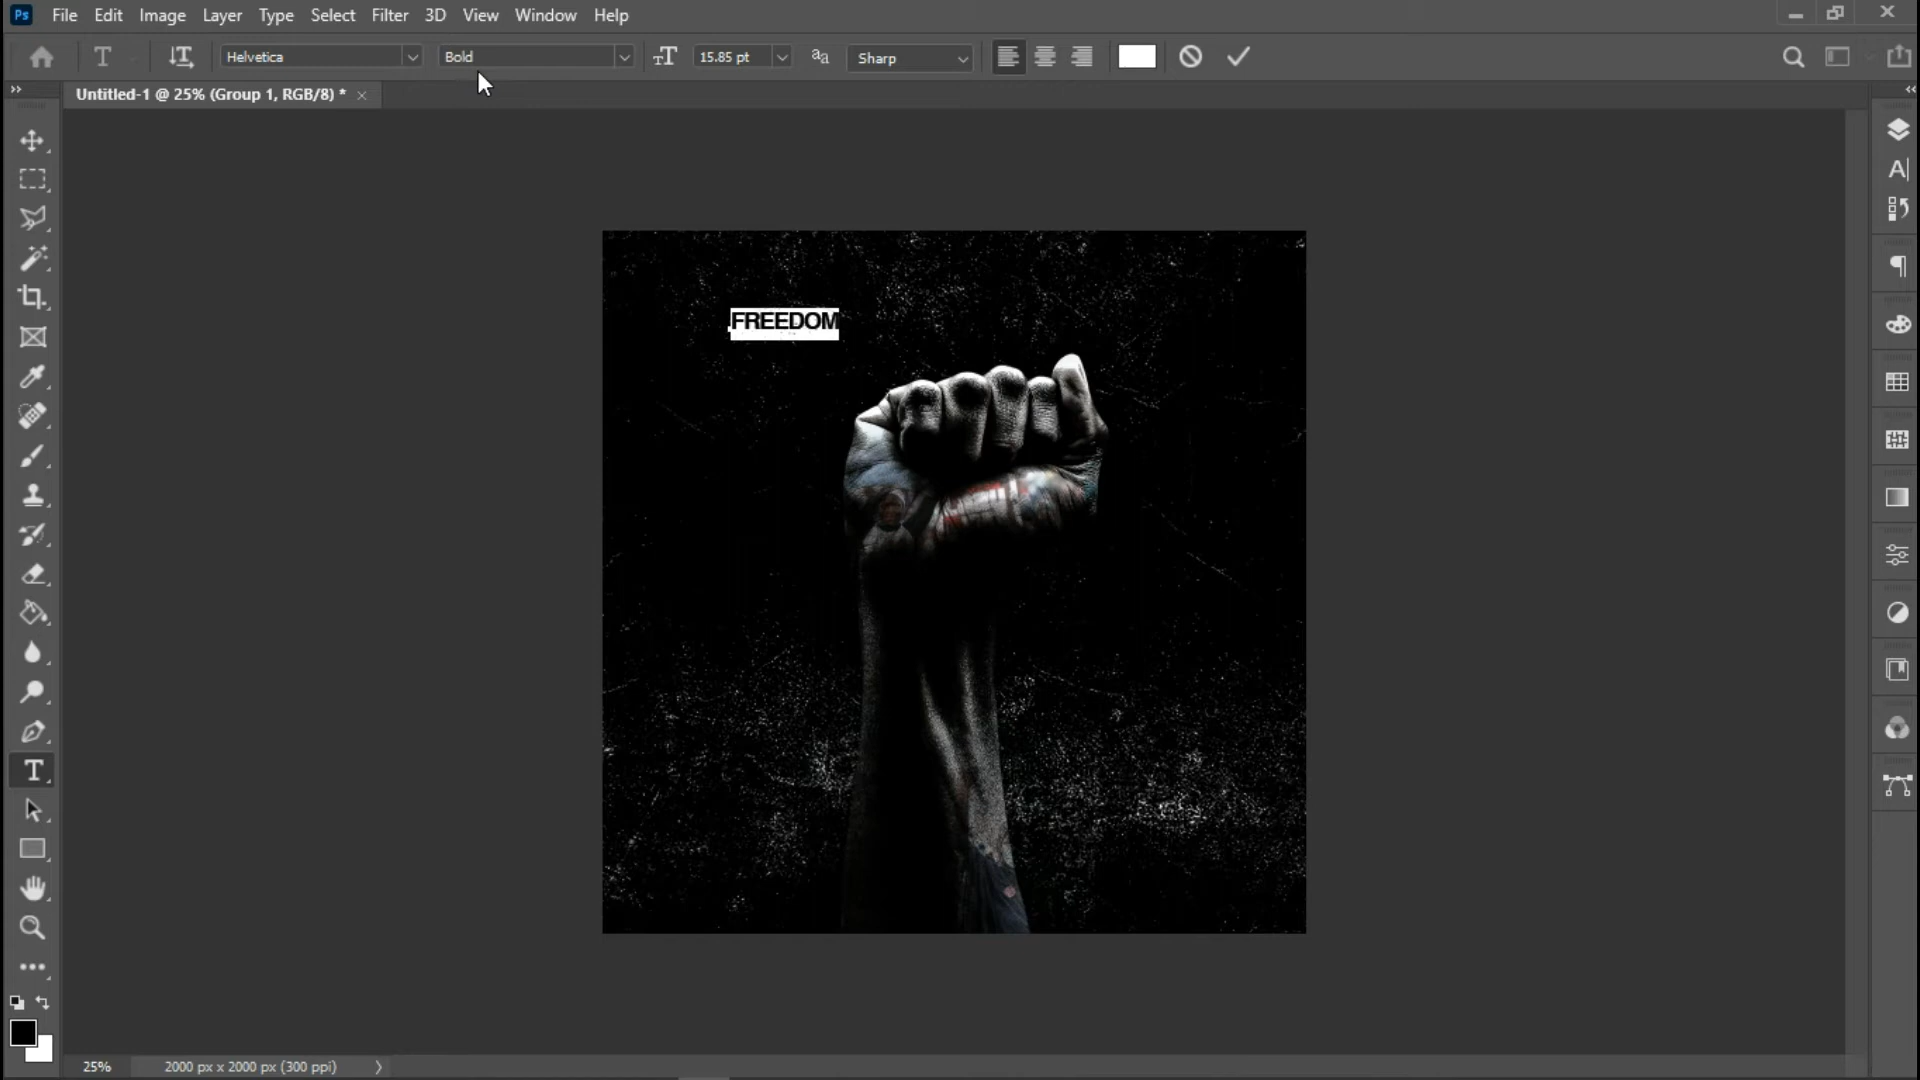 Ps File Edit Image Layer Type Select Filter 3D View Window Help
Helvetica Bold 15.85 pt Sharp
Untitled-1 @ 25% (Group 1, RGB/8) *
FREEDOM
25% 2000 px x 2000 px (300 ppi)